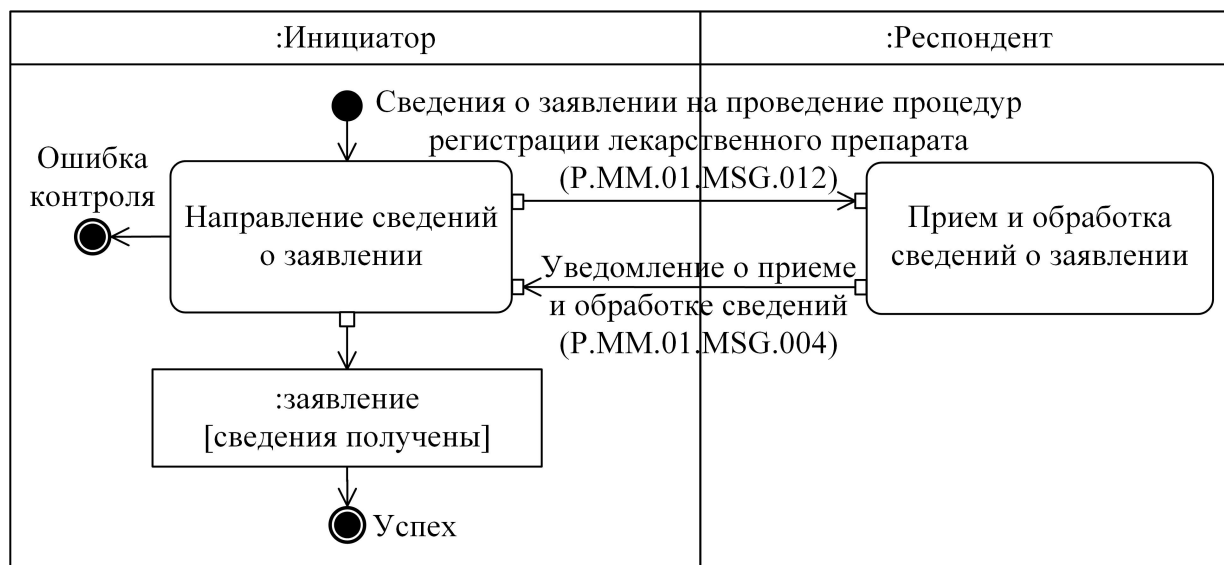 :Инициатор
:Респондент
Сведения о заявлении на проведение процедур
регистрации лекарственного препарата
(P.MM.01.MSG.012)
Ошибка
контроля
Направление сведений
о заявлении
Прием и обработка
сведений о заявлении
Уведомление о приеме
и обработке сведений
(P.MM.01.MSG.004)
:заявление
[сведения получены]
Успех